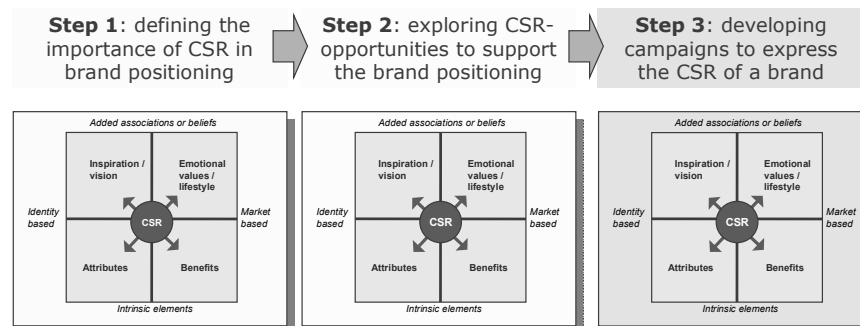 Step 1: defining the
importance of CSR in
brand positioning
Step 2: exploring CSR-
opportunities to support
the brand positioning
Step 3: developing
campaigns to express
the CSR of a brand
Added associations or beliefs
Inspiration /
vision
Emotional
values /
lifestyle
Identity
based
CSR
Market
based
Attributes
Benefits
Intrinsic elements
Added associations or beliefs
Inspiration /
vision
Emotional
values /
lifestyle
Identity
based
CSR
Market
based
Attributes
Benefits
Intrinsic elements
Added associations or beliefs
Inspiration /
vision
Emotional
values /
lifestyle
Identity
based
CSR
Market
based
Attributes
Benefits
Intrinsic elements